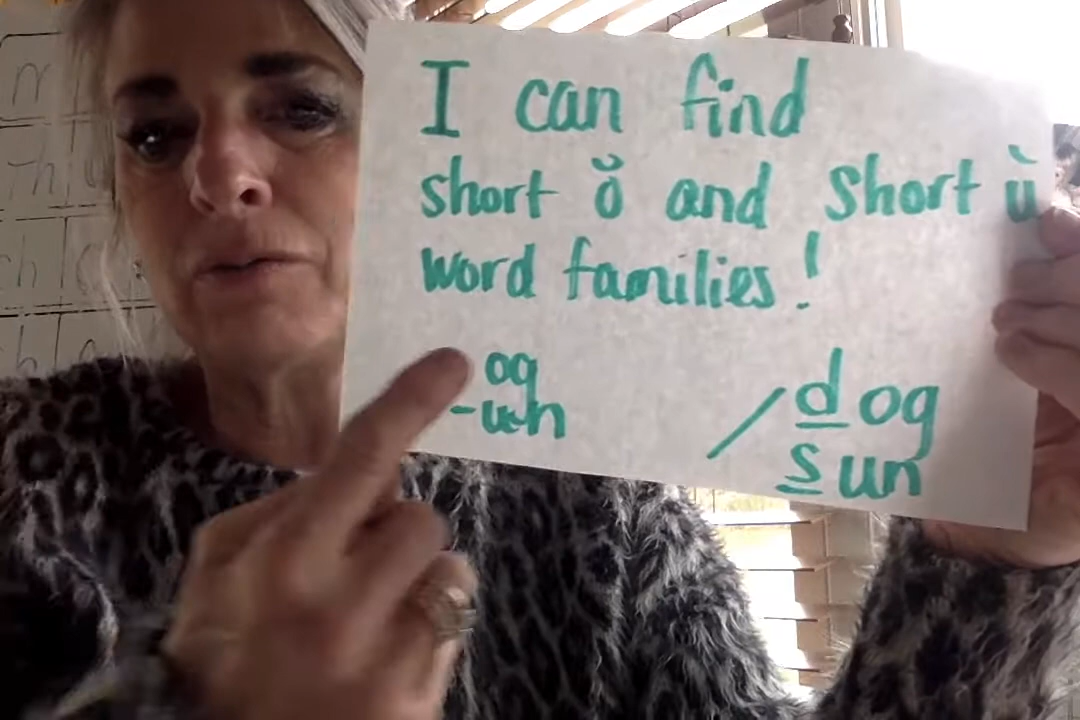 I can find
short ŏ and short ŭ
word families!
og
-un
/ dog
sun